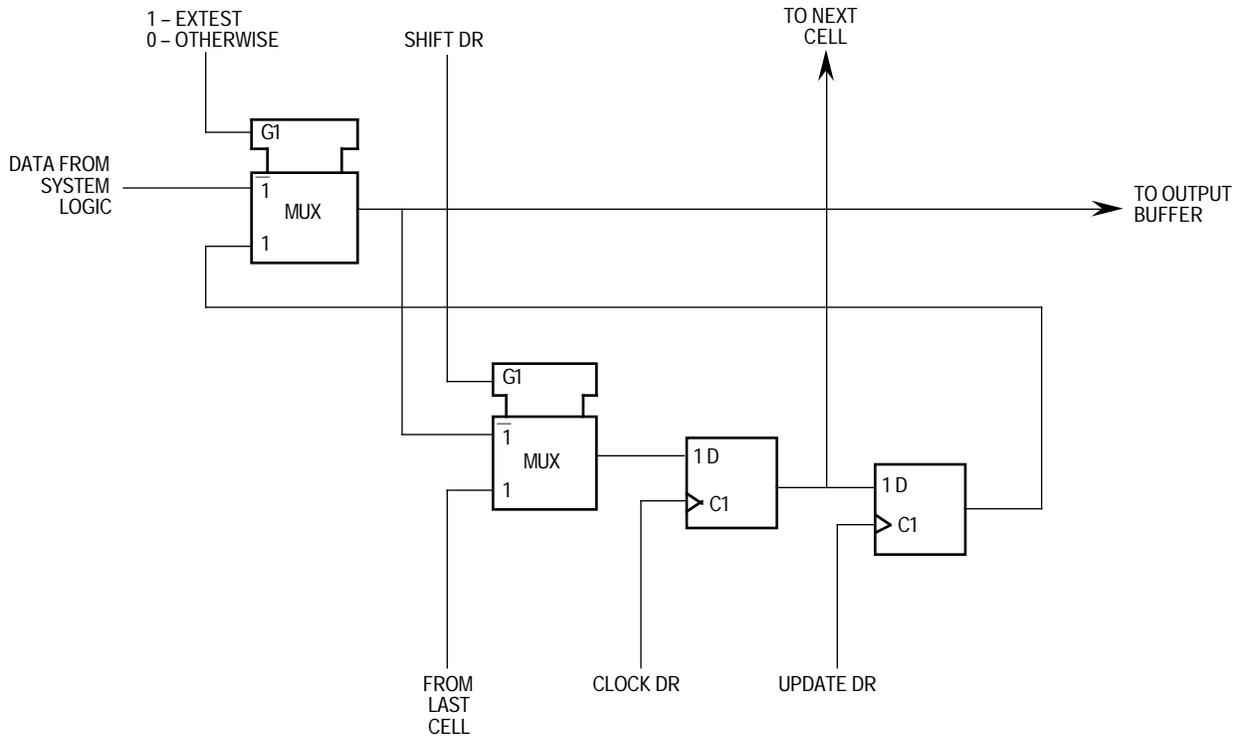 1 – EXTEST
0 – OTHERWISE
SHIFT DR
TO NEXT
CELL
G1
DATA FROM
SYSTEM
LOGIC
1̅
MUX
1
TO OUTPUT
BUFFER
G1
1̅
MUX
1
1 D
C1
1 D
C1
FROM
LAST
CELL
CLOCK DR
UPDATE DR